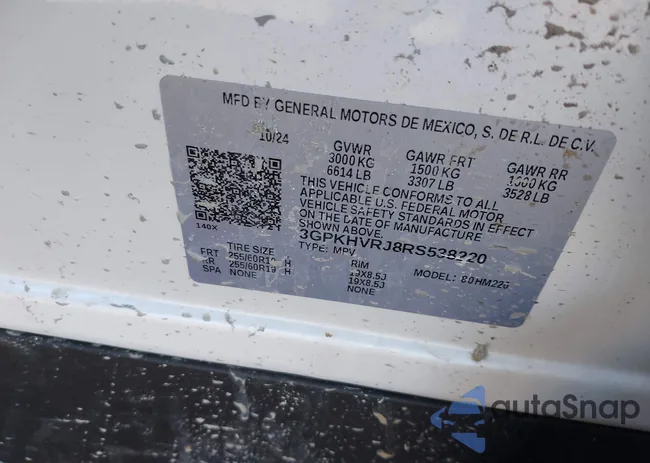 MFD BY GENERAL MOTORS DE MEXICO, S. DE R.L. DE C.V.
10/24
GVWR GAWR FRT GAWR RR
3000 KG 1500 KG KG
6614 LB 3307 LB 3528 LB
THIS VEHICLE CONFORMS TO ALL
APPLICABLE U.S. FEDERAL MOTOR
VEHICLE SAFETY STANDARDS IN EFFECT
ON THE DATE OF MANUFACTURE
SHOWN ABOVE.
140X
TYPE: MPV
TIRE SIZE RIM MODEL:
FRT H 19X8.5J
RR 255/60R19 H 19X8.5J
SPA NONE NONE
autaSnap